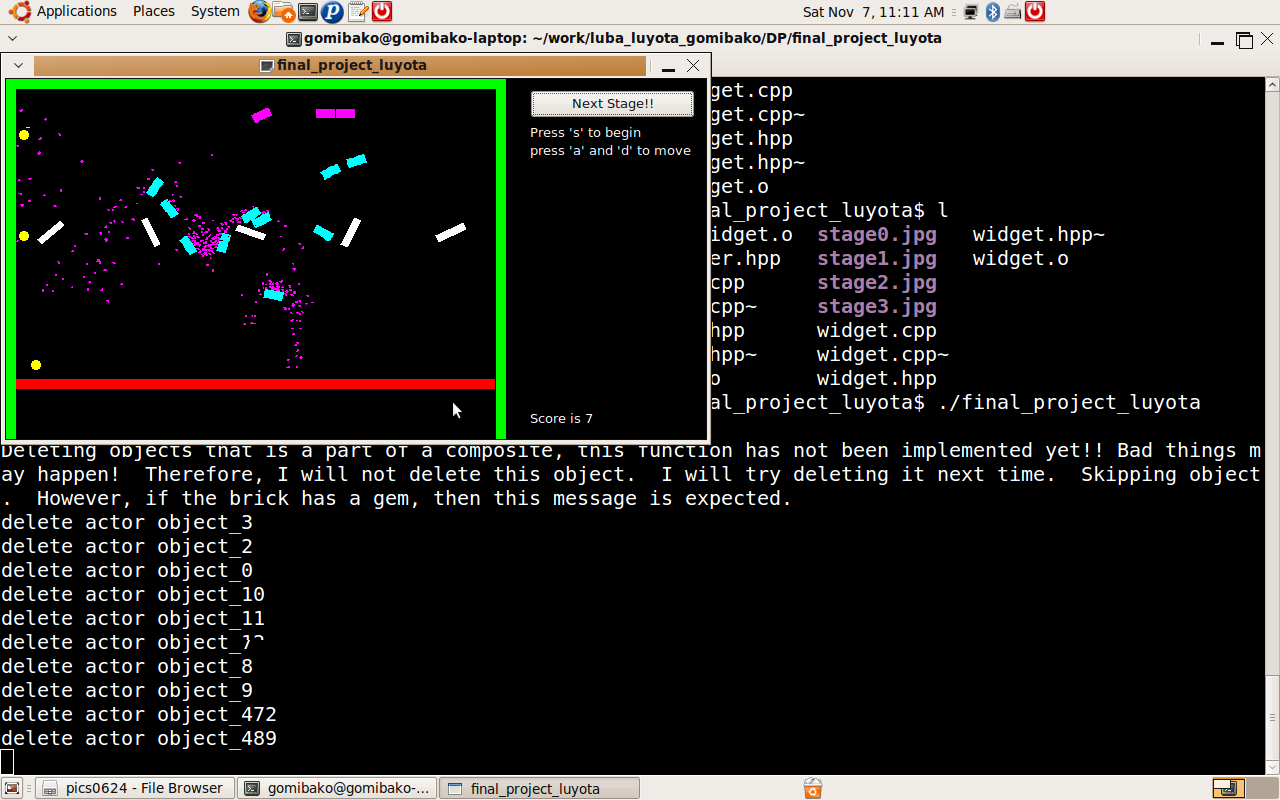 Applications Places System Sat Nov 7, 11:11 AM
gomibako@gomibako-laptop: ~/work/luba_luyota_gomibako/DP/final_project_luyota
final_project_luyota
Next Stage!!
Press 's' to begin
press 'a' and 'd' to move
Score is 7
get.cpp
get.cpp~
get.hpp
get.hpp~
get.o
al_project_luyota$ l
idget.o stage0.jpg widget.hpp~
er.hpp stage1.jpg widget.o
cpp stage2.jpg
cpp~ stage3.jpg
hpp widget.cpp
hpp~ widget.cpp~
o widget.hpp
al_project_luyota$ ./final_project_luyota
Deleting objects that is a part of a composite, this function has not been implemented yet!! Bad things m
ay happen!  Therefore, I will not delete this object.  I will try deleting it next time.  Skipping object
.  However, if the brick has a gem, then this message is expected.
delete actor object_3
delete actor object_2
delete actor object_0
delete actor object_10
delete actor object_11
delete actor
delete actor object_8
delete actor object_9
delete actor object_472
delete actor object_489
pics0624 - File Browser gomibako@gomibako-... final_project_luyota